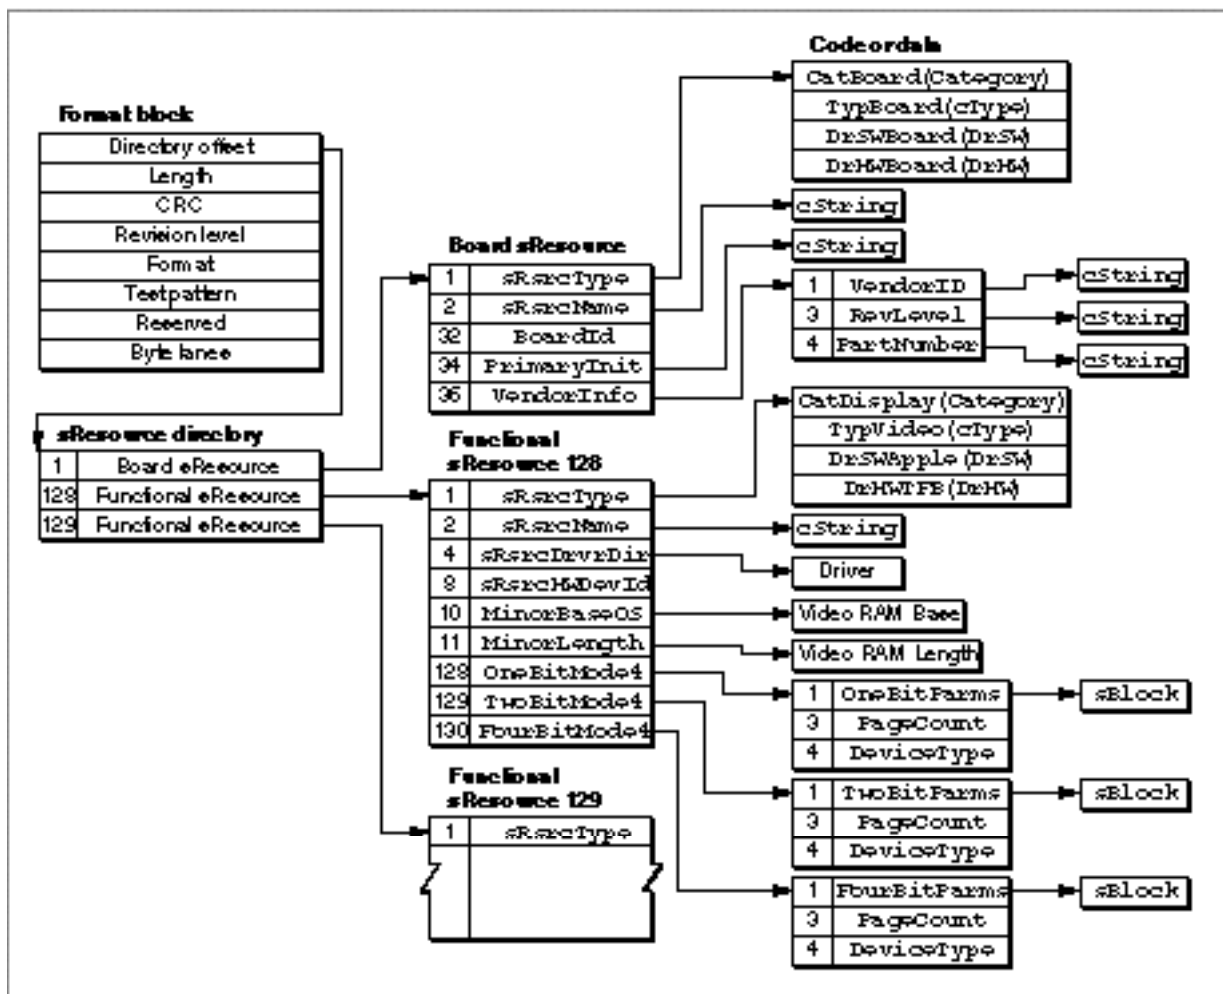 Code or data
CatBoard(Category)
TypBoard(cType)
DrSWBoard(DrSW)
DrHWBoard(DrHW)
Format block
Directory offset
Length
CRC
Revision level
Format
Testpattern
Reserved
Byte lanes
cString
cString
Board sResource
1 sRsrcType
2 sRsrcName
32 BoardId
34 PrimaryInit
36 VendorInfo
1 VendorID
3 RevLevel
4 PartNumber
cString
cString
cString
sResource directory
1 Board sResource
128 Functional sResource
129 Functional sResource
CatDisplay(Category)
TypVideo(cType)
DrSWApple(DrSW)
DrHWTFB(DrHW)
Functional
sResource 128
1 sRsrcType
2 sRsrcName
4 sRsrcDrvrDir
8 sRsrcHWDevId
10 MinorBaseOS
11 MinorLength
128 OneBitMode4
129 TwoBitMode4
130 FourBitMode4
cString
Driver
Video RAM Base
Video RAM Length
1 OneBitParms
3 PageCount
4 DeviceType
sBlock
1 TwoBitParms
3 PageCount
4 DeviceType
sBlock
Functional
sResource 129
1 sRsrcType
1 FourBitParms
3 PageCount
4 DeviceType
sBlock